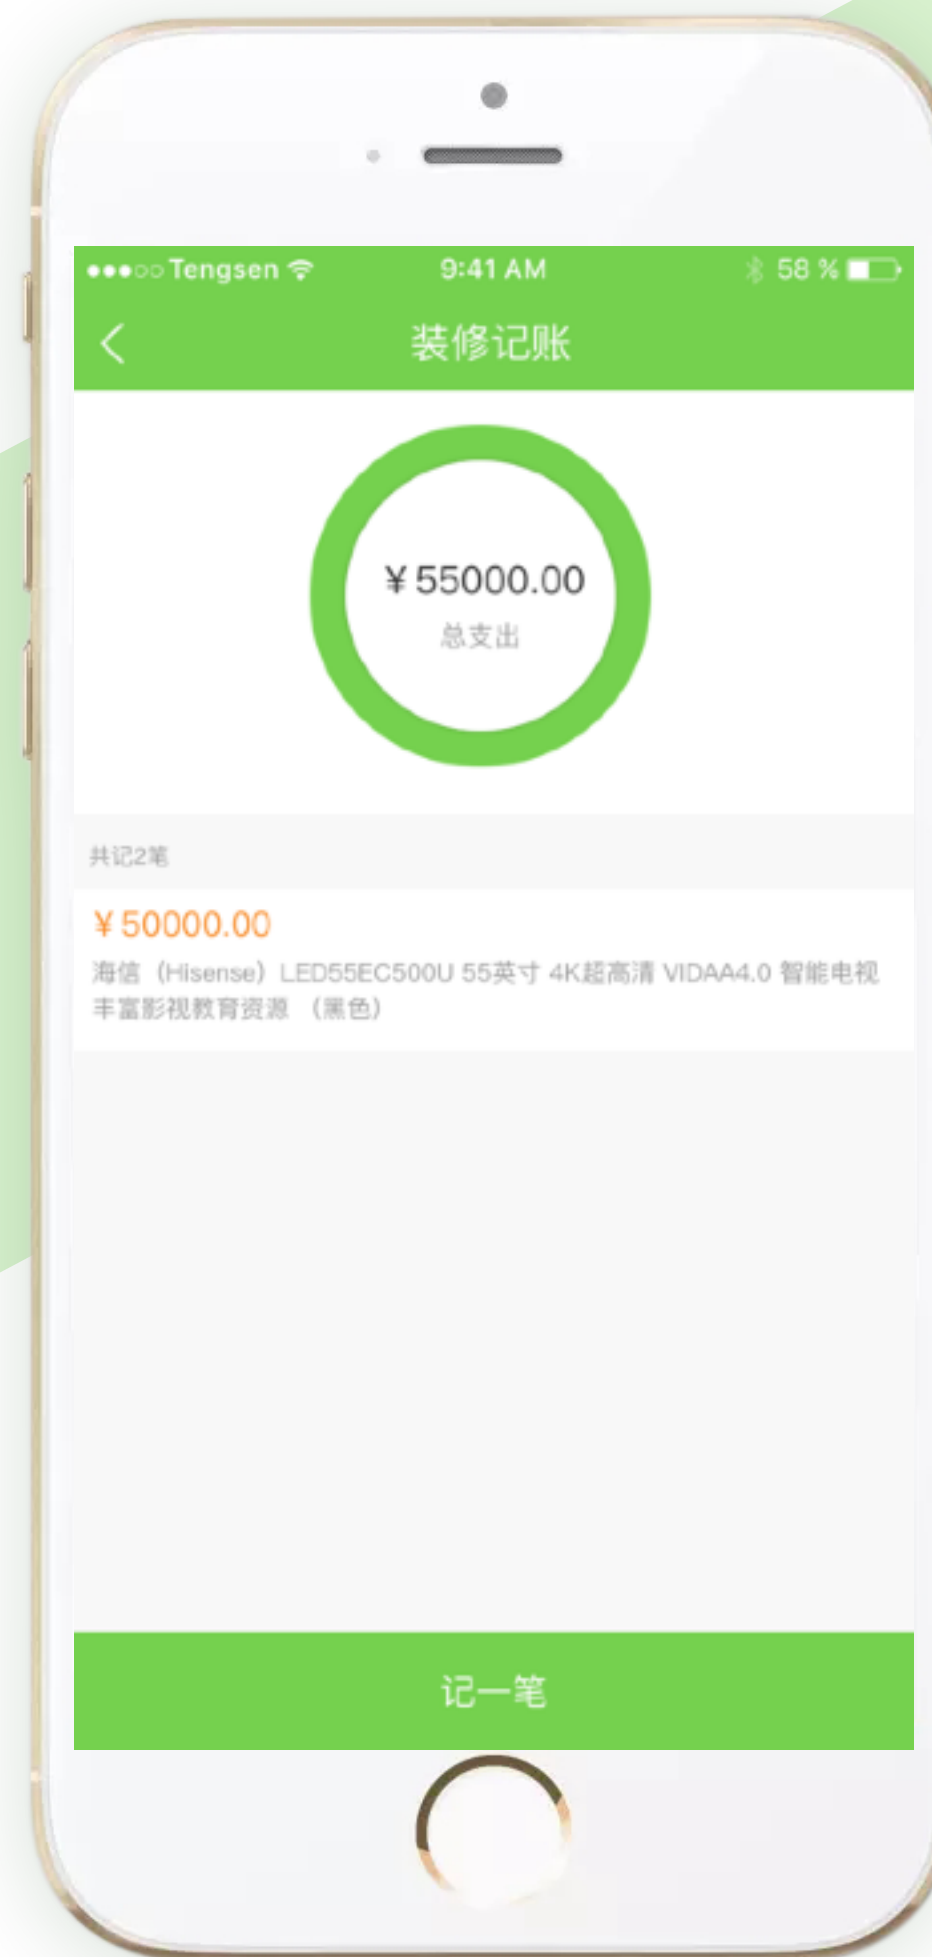 Tengsen 9:41 AM 58 %
装修记账
¥55000.00
总支出
共记2笔
¥50000.00
海信（Hisense）LED55EC500U 55英寸 4K超高清 VIDAA4.0 智能电视
丰富影视教育资源 （黑色）
记一笔